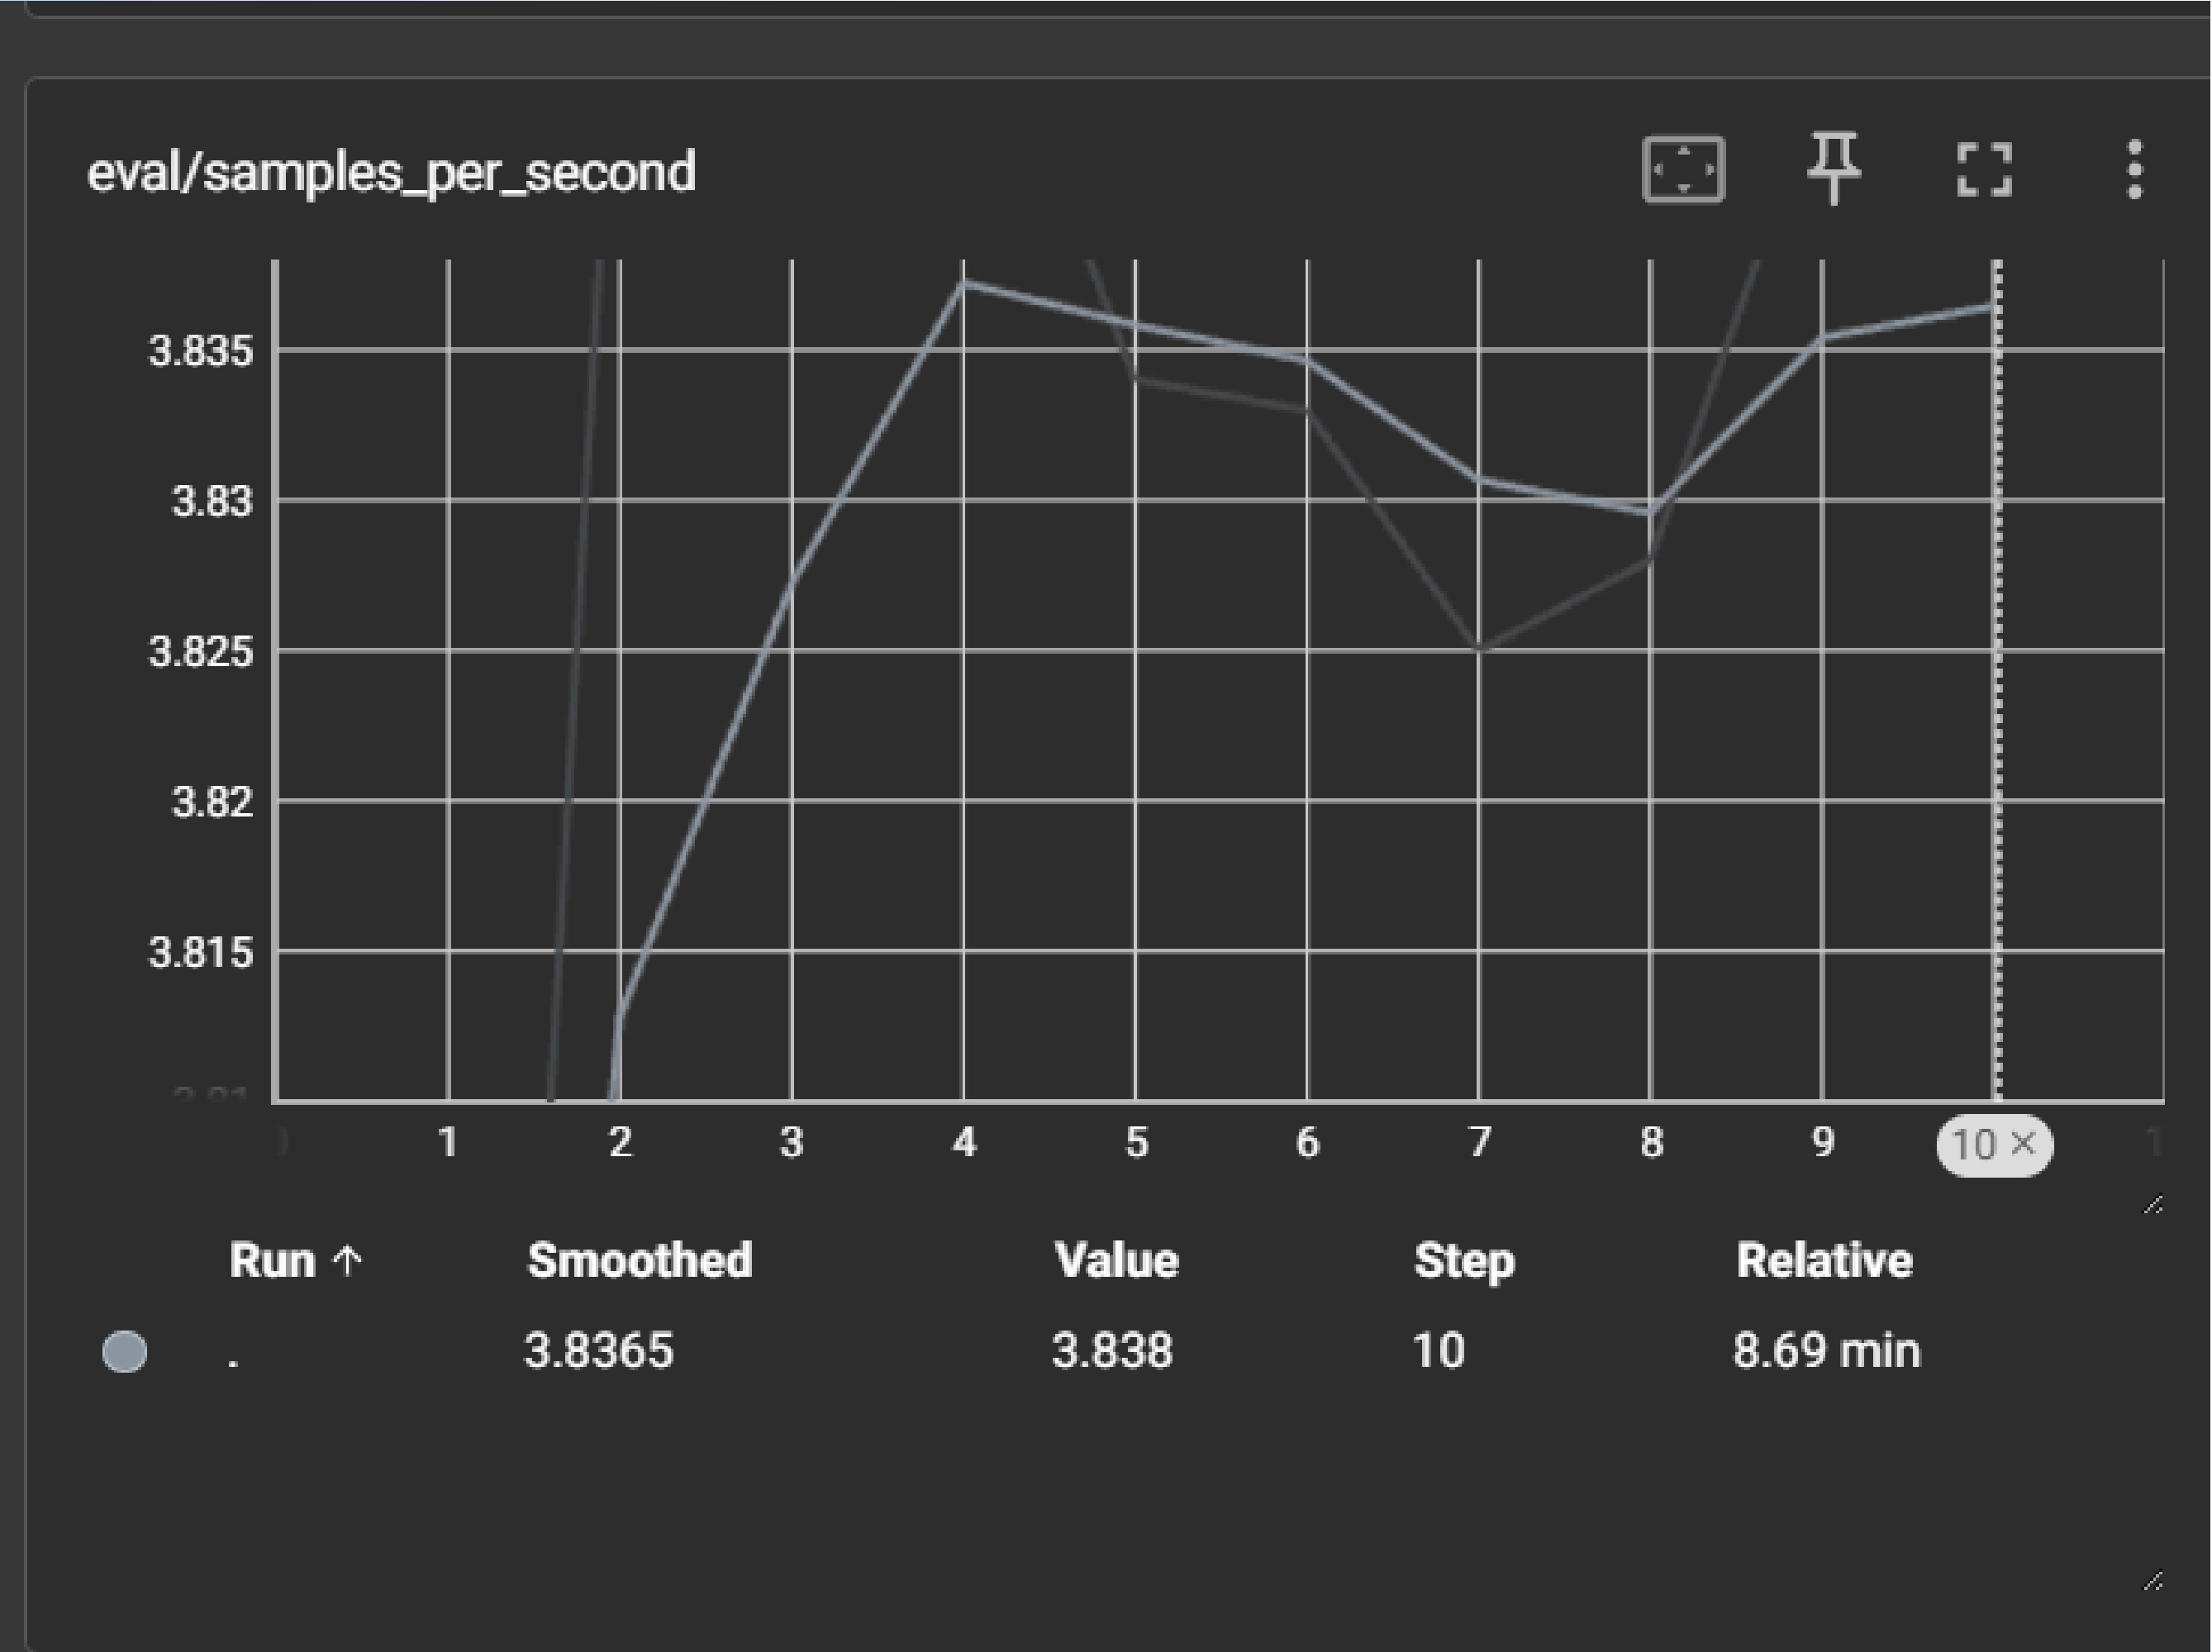 eval/samples_per_second
3.835
3.83
3.825
3.82
3.815
1 2 3 4 5 6 7 8 9 10 ×
Run ↑ Smoothed Value Step Relative
. 3.8365 3.838 10 8.69 min